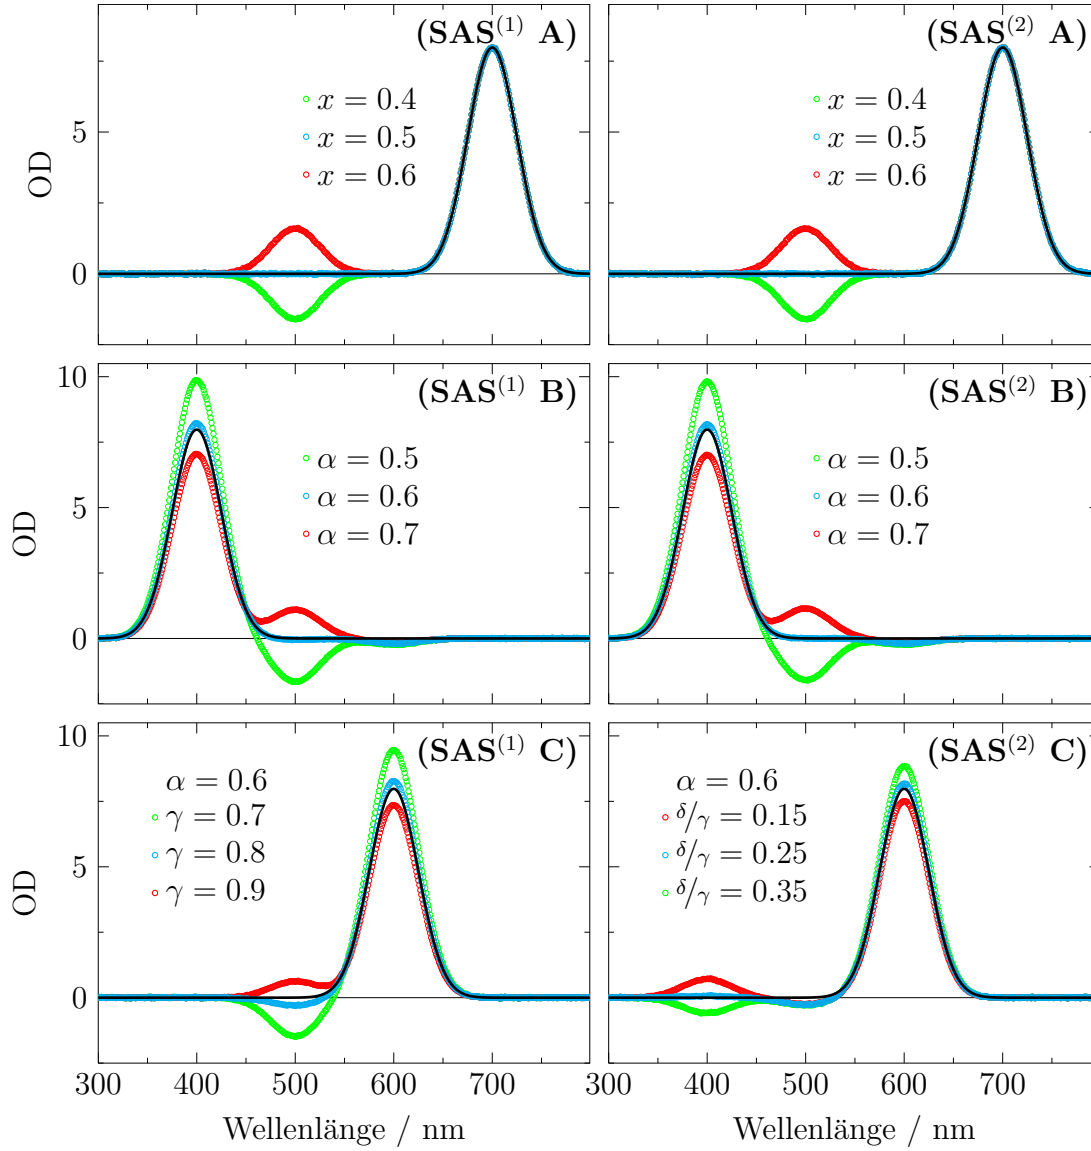 (SAS⁽¹⁾ A)
x = 0.4
x = 0.5
x = 0.6
5
0
OD
(SAS⁽²⁾ A)
x = 0.4
x = 0.5
x = 0.6
(SAS⁽¹⁾ B)
α = 0.5
α = 0.6
α = 0.7
10
5
0
OD
(SAS⁽²⁾ B)
α = 0.5
α = 0.6
α = 0.7
(SAS⁽¹⁾ C)
α = 0.6
γ = 0.7
γ = 0.8
γ = 0.9
10
5
0
OD
300 400 500 600 700
Wellenlänge / nm
(SAS⁽²⁾ C)
α = 0.6
δ/γ = 0.15
δ/γ = 0.25
δ/γ = 0.35
300 400 500 600 700
Wellenlänge / nm